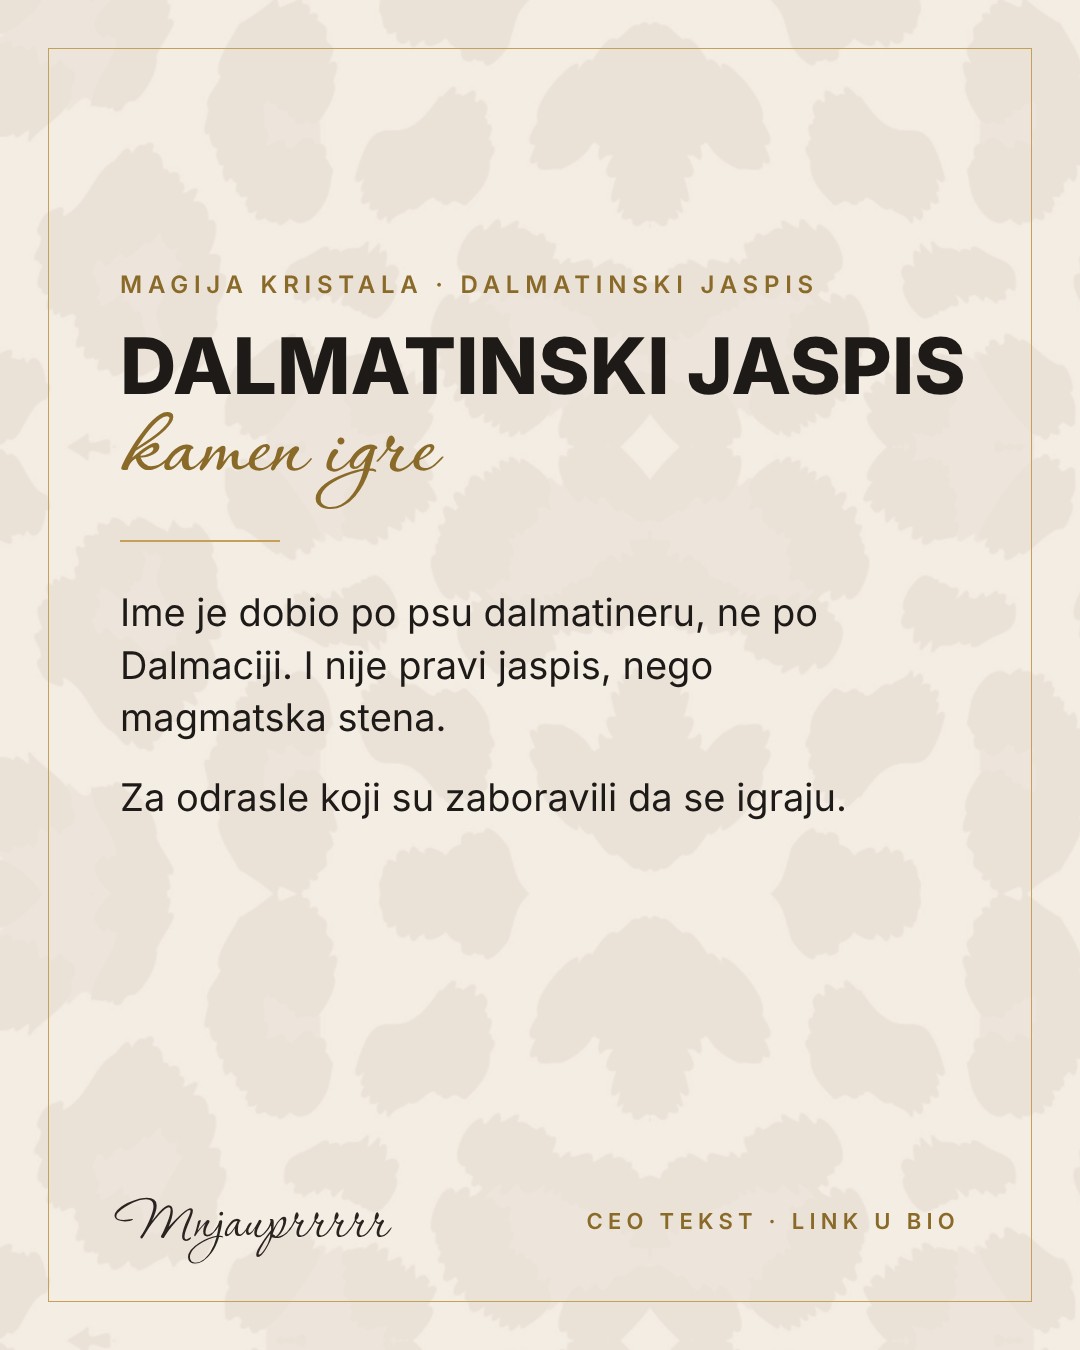 MAGIJA KRISTALA · DALMATINSKI JASPIS
DALMATINSKI JASPIS
kamen igre
Ime je dobio po psu dalmatineru, ne po
Dalmaciji. I nije pravi jaspis, nego
magmatska stena.
Za odrasle koji su zaboravili da se igraju.
Mnjauprrrrr
CEO TEKST · LINK U BIO